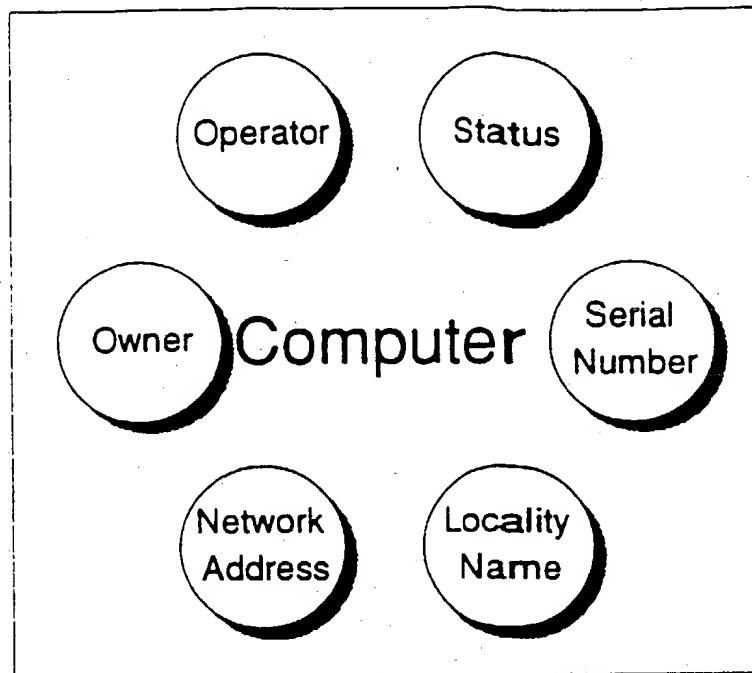 Operator
Status
Owner
Computer
Serial
Number
Network
Address
Locality
Name